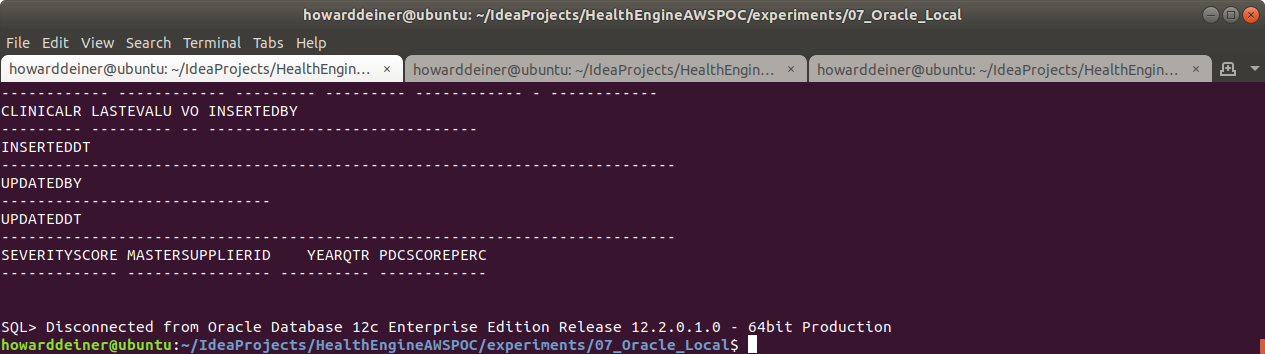 howarddeiner@ubuntu: ~/IdeaProjects/HealthEngineAWSPOC/experiments/07_Oracle_Local
File Edit View Search Terminal Tabs Help
howarddeiner@ubuntu: ~/IdeaProjects/HealthEngin... × howarddeiner@ubuntu: ~/IdeaProjects/HealthEngin... × howarddeiner@ubuntu: ~/IdeaProjects/HealthEngin... ×
------------ ------------ --------- --------- ------------ - ------------
CLINICALR LASTEVALU VO INSERTEDBY
--------- --------- -- ------------------------------
INSERTEDDT
---------------------------------------------------------------------------
UPDATEDBY
------------------------------
UPDATEDDT
---------------------------------------------------------------------------
SEVERITYSCORE MASTERSUPPLIERID    YEARQTR PDCSCOREPERC
------------- ---------------- ---------- ------------
SQL> Disconnected from Oracle Database 12c Enterprise Edition Release 12.2.0.1.0 - 64bit Production
howarddeiner@ubuntu:~/IdeaProjects/HealthEngineAWSPOC/experiments/07_Oracle_Local$